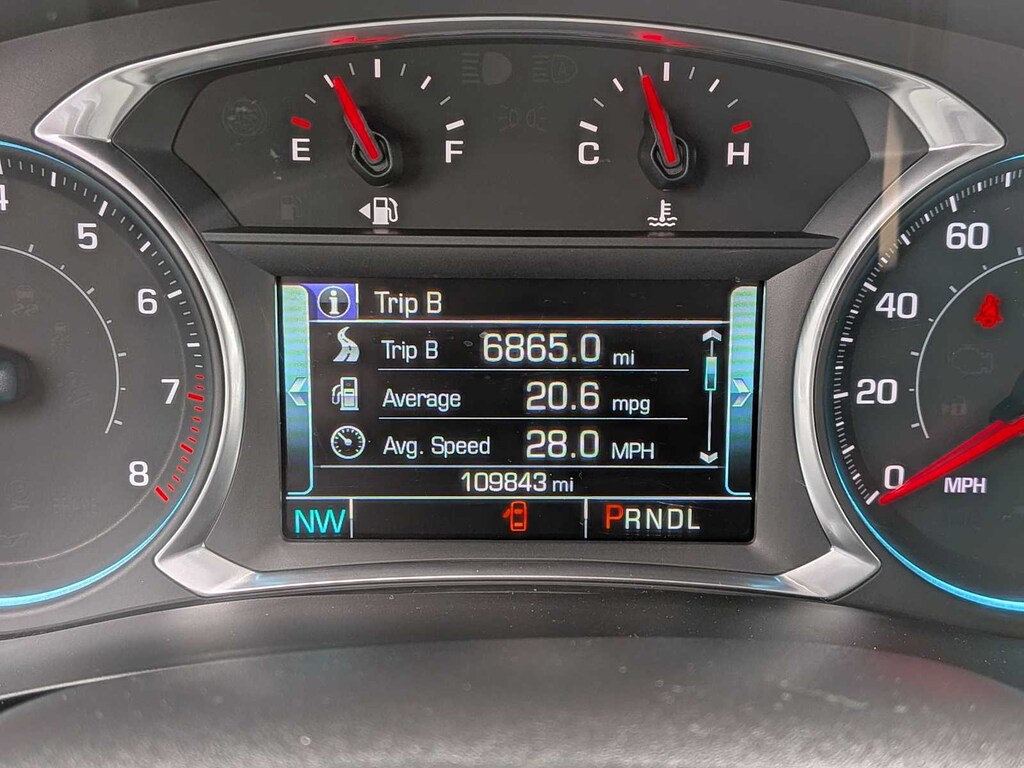 E F C H
4 5 6 7 8
Trip B
Trip B 6865.0 mi
Average 20.6 mpg
Avg. Speed 28.0 MPH
109843 mi
NW PRNDL
60
40
20
0 MPH